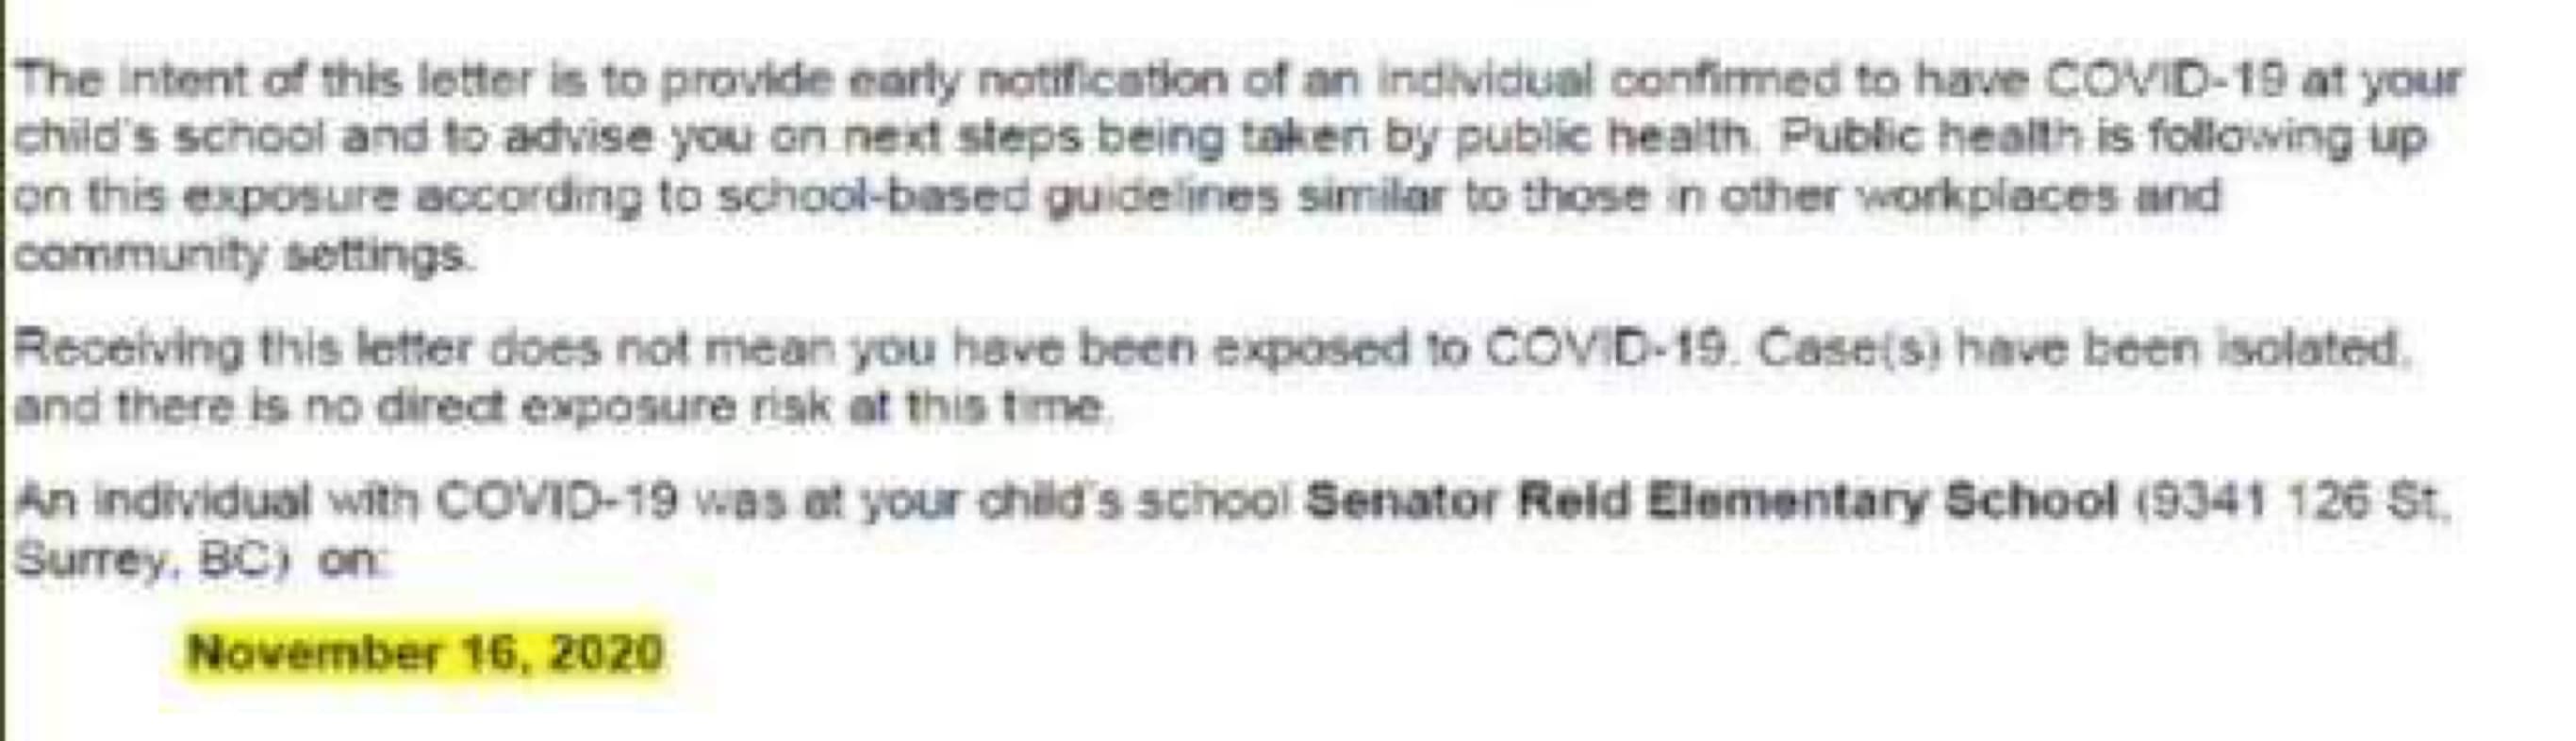 The intent of this letter is to provide early notification of an individual confirmed to have COVID-19 at your
child's school and to advise you on next steps being taken by public health. Public health is following up
on this exposure according to school-based guidelines similar to those in other workplaces and
community settings.
Receiving this letter does not mean you have been exposed to COVID-19. Case(s) have been isolated,
and there is no direct exposure risk at this time.
An individual with COVID-19 was at your child's school Senator Reid Elementary School (9341 126 St,
Surrey, BC) on:
November 16, 2020